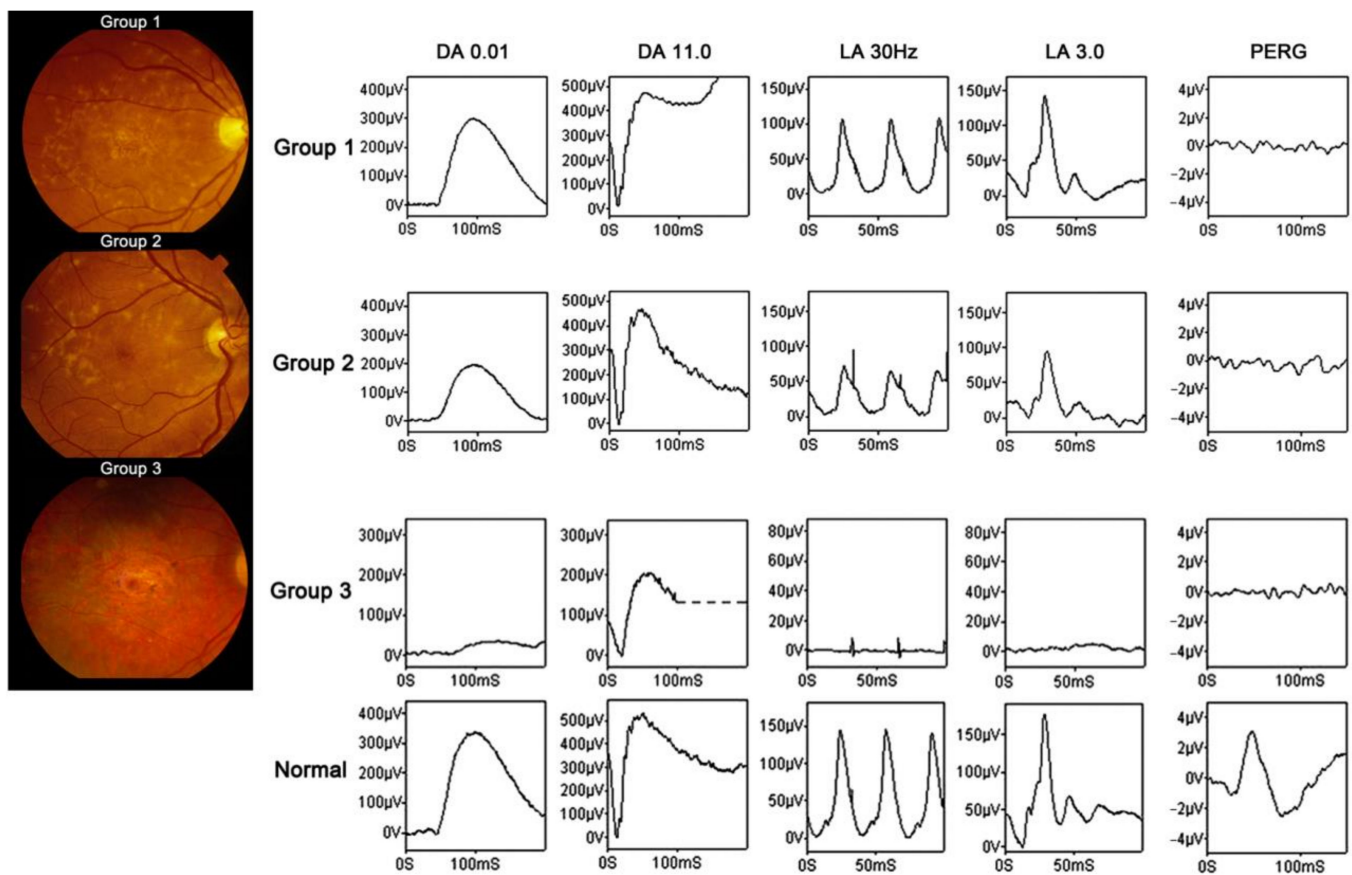 Group 1
Group 2
Group 3
DA 0.01 DA 11.0 LA 30Hz LA 3.0 PERG
Group 1
400µV 300µV 200µV 100µV 0V 0S 100mS
500µV 400µV 300µV 200µV 100µV 0V 0S 100mS
150µV 100µV 50µV 0V 0S 50mS
150µV 100µV 50µV 0V 0S 50mS
4µV 2µV 0V −2µV −4µV 0S 100mS
Group 2
400µV 300µV 200µV 100µV 0V 0S 100mS
500µV 400µV 300µV 200µV 100µV 0V 0S 100mS
150µV 100µV 50µV 0V 0S 50mS
150µV 100µV 50µV 0V 0S 50mS
4µV 2µV 0V −2µV −4µV 0S 100mS
Group 3
300µV 200µV 100µV 0V 0S 100mS
300µV 200µV 100µV 0V 0S 100mS
80µV 60µV 40µV 20µV 0V 0S 50mS
80µV 60µV 40µV 20µV 0V 0S 50mS
4µV 2µV 0V −2µV −4µV 0S 100mS
Normal
400µV 300µV 200µV 100µV 0V 0S 100mS
500µV 400µV 300µV 200µV 100µV 0V 0S 100mS
150µV 100µV 50µV 0V 0S 50mS
150µV 100µV 50µV 0V 0S 50mS
4µV 2µV 0V −2µV −4µV 0S 100mS